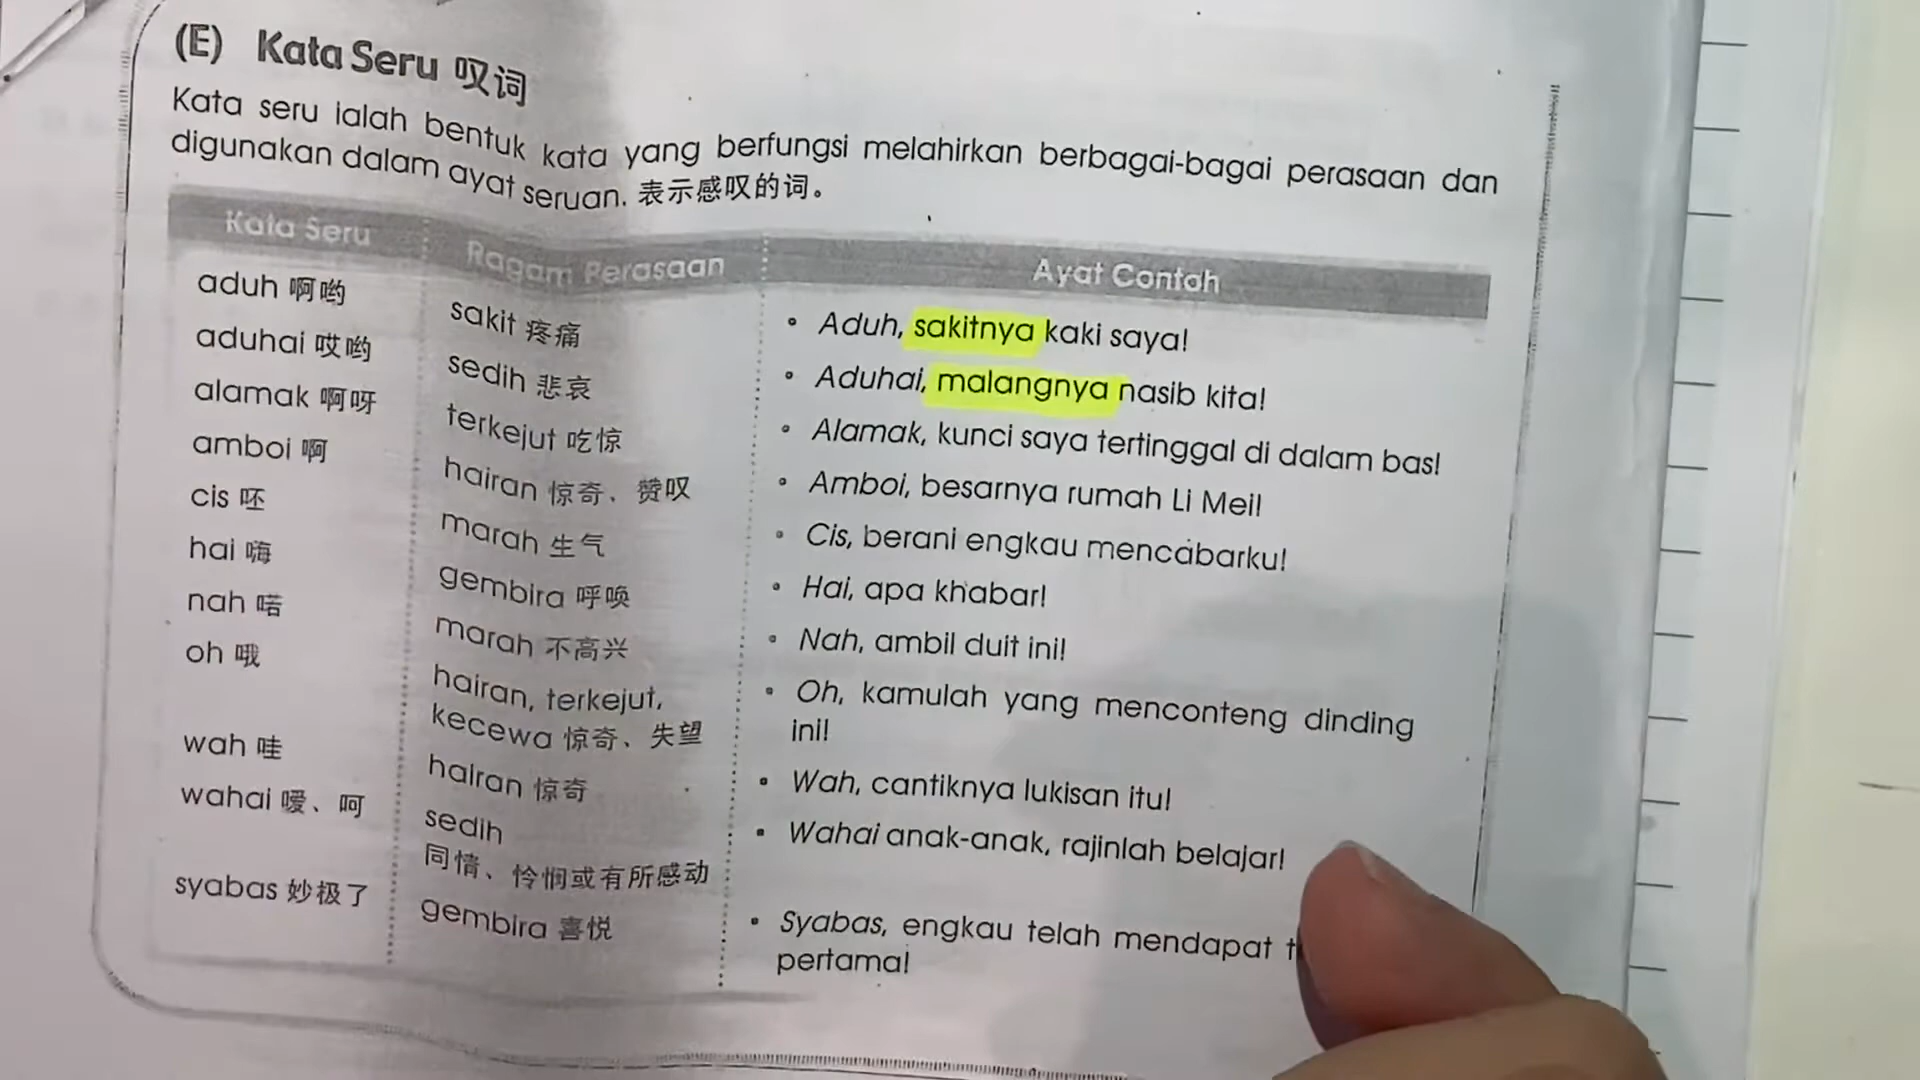 (E) Kata Seru 叹词
Kata seru ialah bentuk kata yang berfungsi melahirkan berbagai-bagai perasaan dan
digunakan dalam ayat seruan. 表示感叹的词。
Kata Seru Ragam Perasaan Ayat Contoh
aduh 啊哟 sakit 疼痛 • Aduh, sakitnya kaki saya!
aduhai 哎哟 sedih 悲哀 • Aduhai, malangnya nasib kita!
alamak 啊呀 terkejut 吃惊 • Alamak, kunci saya tertinggal di dalam bas!
amboi 啊 hairan 惊奇、赞叹 • Amboi, besarnya rumah Li Mei!
cis 呸 marah 生气 • Cis, berani engkau mencabarku!
hai 嗨 gembira 呼唤 • Hai, apa khabar!
nah 喏 marah 不高兴 • Nah, ambil duit ini!
oh 哦 hairan, terkejut, • Oh, kamulah yang menconteng dinding
kecewa 惊奇、失望 ini!
wah 哇 hairan 惊奇 • Wah, cantiknya lukisan itu!
wahai 嗳、呵 sedih • Wahai anak-anak, rajinlah belajar!
同情、怜悯或有所感动
syabas 妙极了 gembira 喜悦 • Syabas, engkau telah mendapat
pertama!